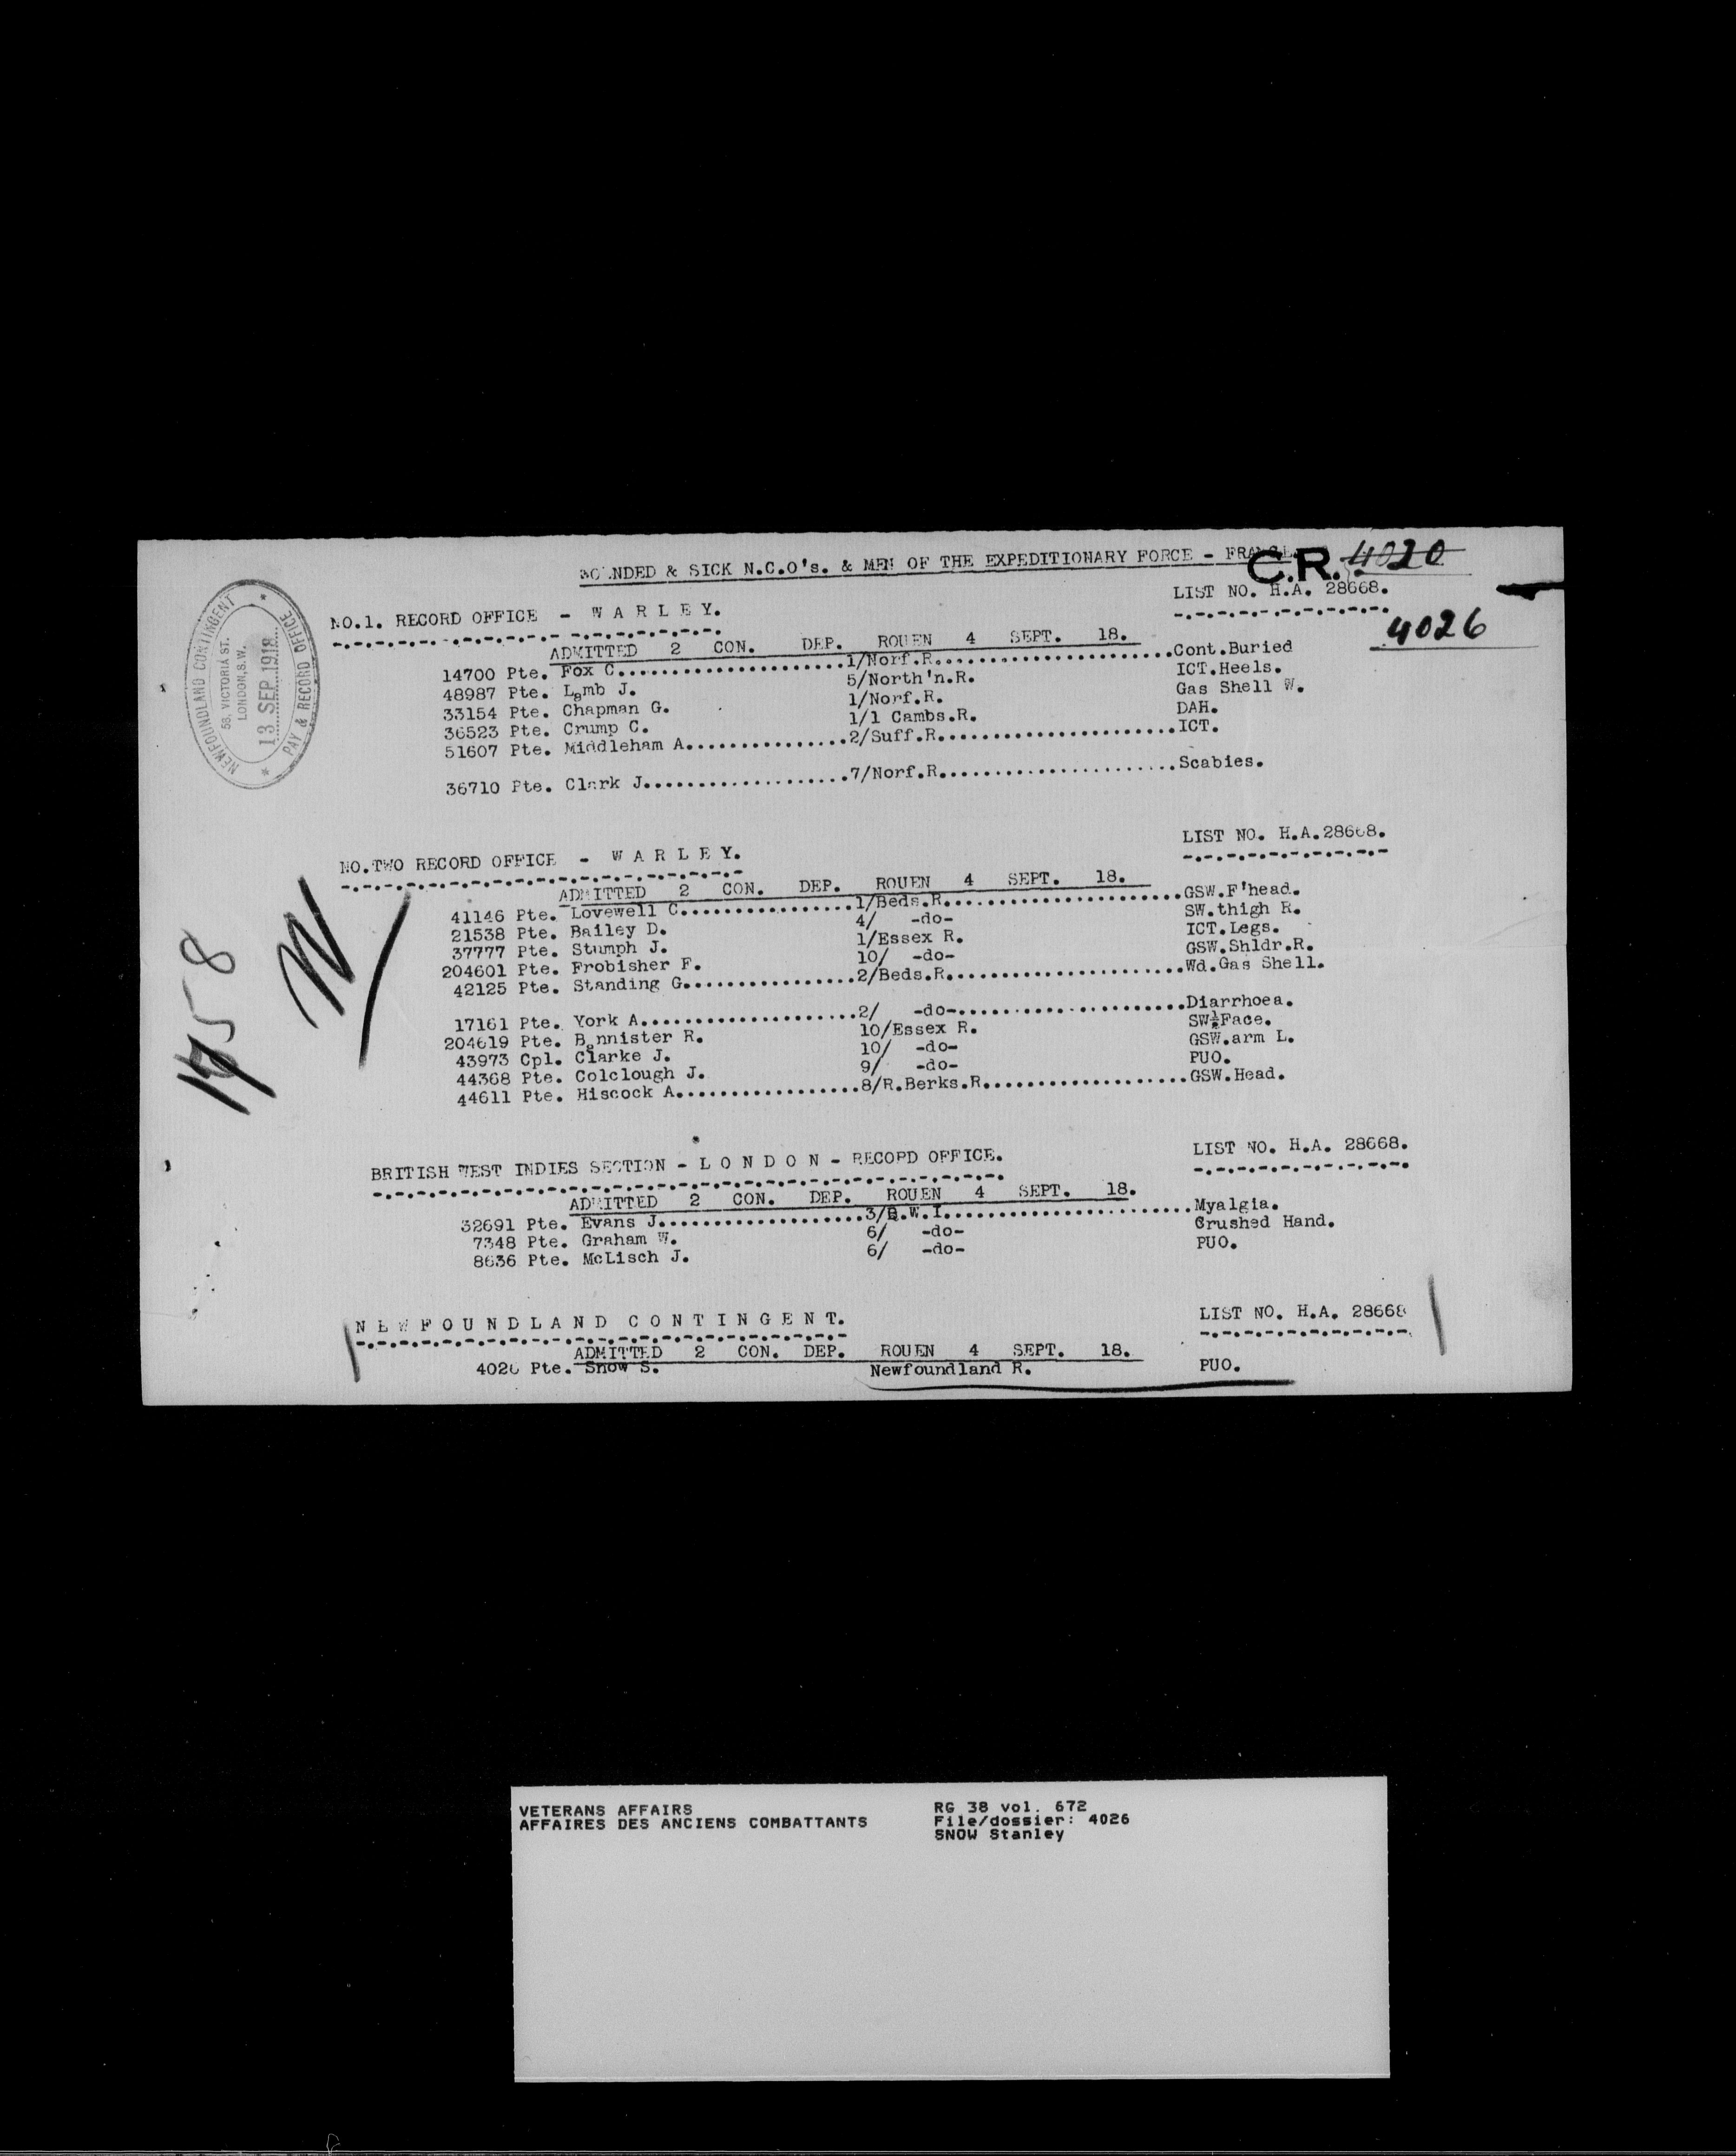 WOUNDED & SICK N.C.O's. & MEN OF THE EXPEDITIONARY FORCE - FRANCE.
C.R. 4020
4026
NEWFOUNDLAND CONTINGENT
58, VICTORIA ST.
LONDON, S.W.
13 SEP 1918
PAY & RECORD OFFICE
NO.1. RECORD OFFICE - W A R L E Y. LIST NO. H.A. 28668.
ADMITTED 2 CON. DEP. ROUEN 4 SEPT. 18.
14700 Pte. Fox C....................1/Norf.R........................Cont.Buried
48987 Pte. Lamb J. 5/North'n.R. ICT.Heels.
33154 Pte. Chapman G. 1/Norf.R. Gas Shell W.
36523 Pte. Crump C. 1/1 Cambs.R. DAH.
51607 Pte. Middleham A...............2/Suff.R......................ICT.
36710 Pte. Clark J...................7/Norf.R......................Scabies.
NO.TWO RECORD OFFICE - W A R L E Y. LIST NO. H.A.28668.
ADMITTED 2 CON. DEP. ROUEN 4 SEPT. 18.
41146 Pte. Lovewell C................1/Beds.R......................GSW.F'head.
21538 Pte. Bailey D. 4/ -do- SW.thigh R.
37777 Pte. Stumph J. 1/Essex R. ICT.Legs.
204601 Pte. Frobisher F. 10/ -do- GSW.Shldr.R.
42125 Pte. Standing G................2/Beds.R......................Wd.Gas Shell.
17161 Pte. York A....................2/ -do-.....................Diarrhoea.
204619 Pte. Bannister R. 10/Essex R. SW Face.
43973 Cpl. Clarke J. 10/ -do- GSW.arm L.
44368 Pte. Colclough J. 9/ -do- PUO.
44611 Pte. Hiscock A.................8/R.Berks.R...................GSW.Head.
1758
BRITISH WEST INDIES SECTION - L O N D O N - RECORD OFFICE. LIST NO. H.A. 28668.
ADMITTED 2 CON. DEP. ROUEN 4 SEPT. 18.
32691 Pte. Evans J...................3/B.W.I.......................Myalgia.
7348 Pte. Graham W. 6/ -do- Crushed Hand.
8636 Pte. McLisch J. 6/ -do- PUO.
N E W F O U N D L A N D C O N T I N G E N T. LIST NO. H.A. 28668
ADMITTED 2 CON. DEP. ROUEN 4 SEPT. 18.
4026 Pte. Snow S. Newfoundland R. PUO.
VETERANS AFFAIRS RG 38 vol. 672
AFFAIRES DES ANCIENS COMBATTANTS File/dossier: 4026
SNOW Stanley